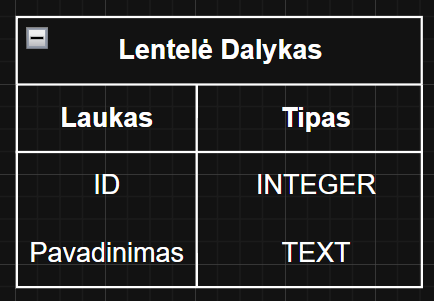 Lentelė Dalykas
Laukas Tipas
ID INTEGER
Pavadinimas TEXT